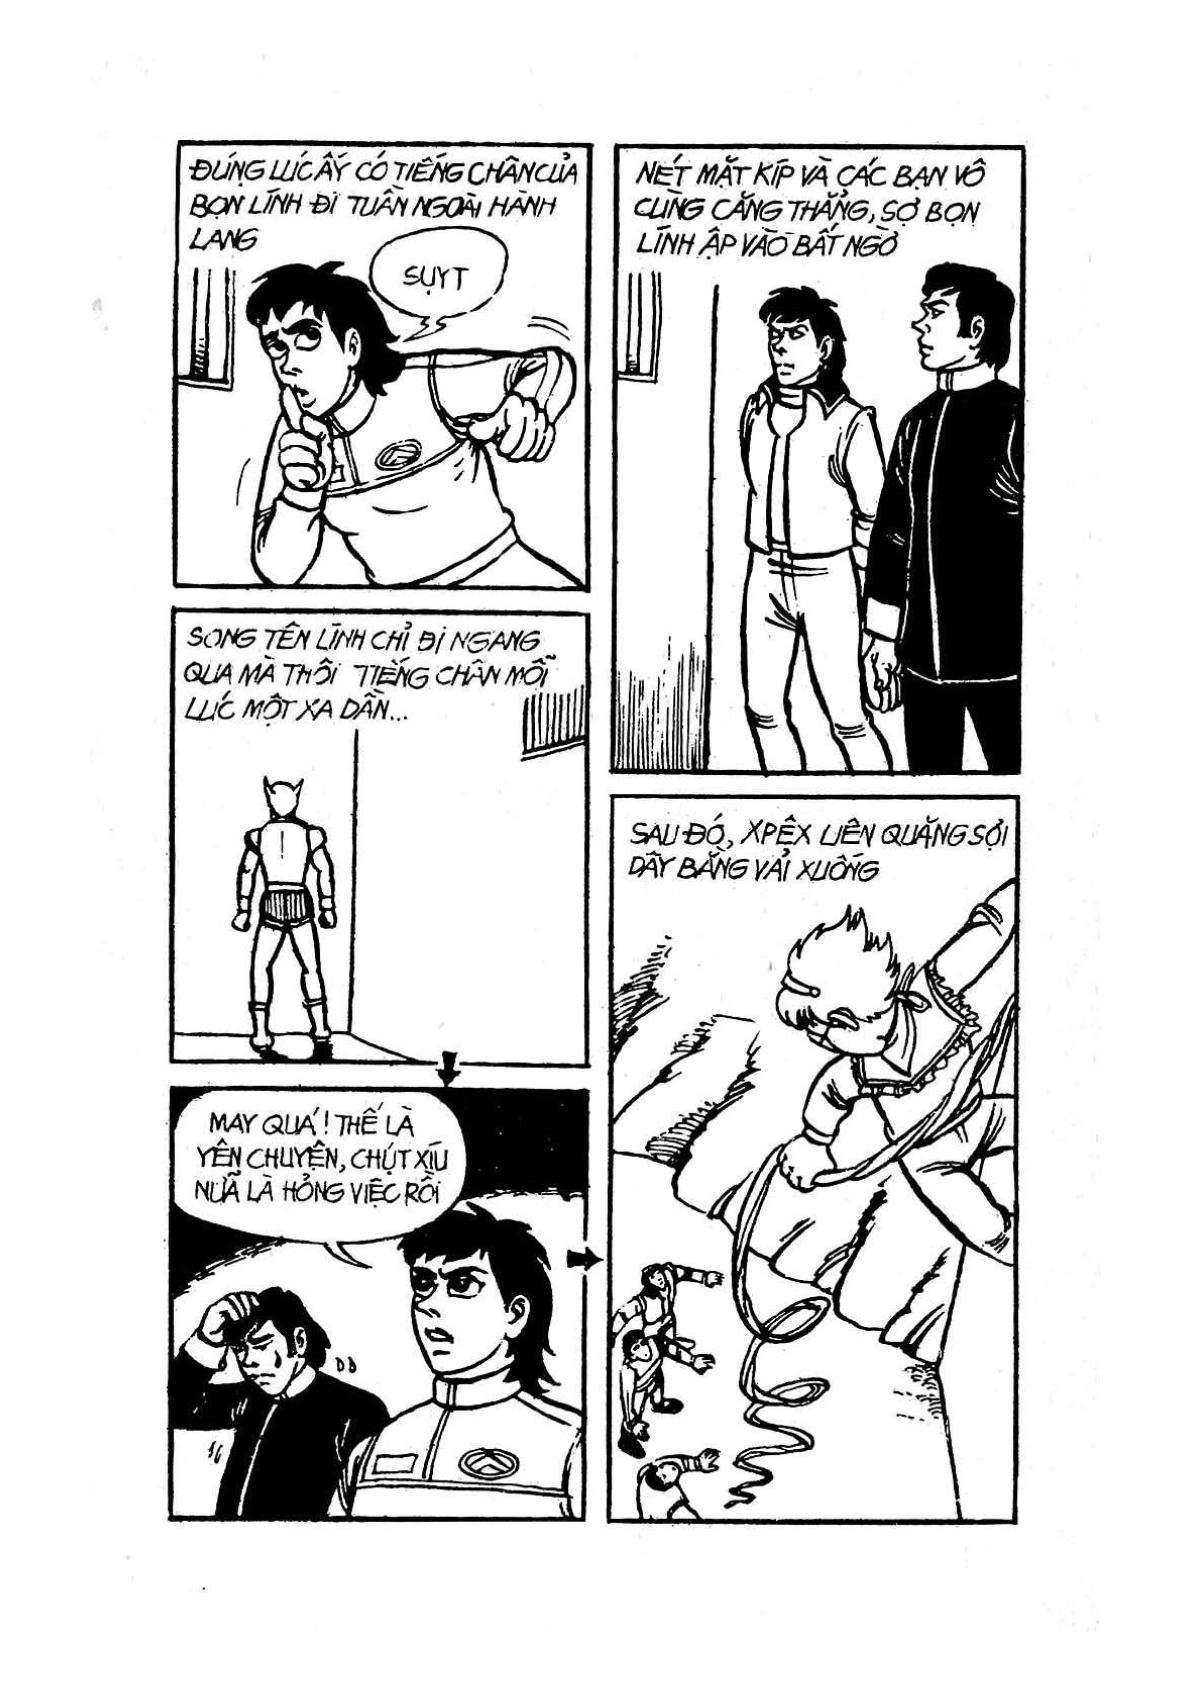 ĐÚNG LÚC ẤY CÓ TIẾNG CHÂN CỦA
BỌN LÍNH ĐI TUẦN NGOÀI HÀNH
LANG
SỤYT
NÉT MẶT KÍP VÀ CÁC BẠN VÔ
CÙNG CĂNG THẲNG, SỢ BỌN
LÍNH ẬP VÀO BẤT NGỜ
SONG TÊN LÍNH CHỈ ĐI NGANG
QUA MÀ THÔI TIẾNG CHÂN MỖI
LÚC MỘT XA DẦN...
MAY QUÁ! THẾ LÀ
YÊN CHUYỆN, CHÚT XÍU
NỮA LÀ HỎNG VIỆC RỒI
SAU ĐÓ, XPÊX LIỀN QUĂNG SỢI
DÂY BẰNG VẢI XUỐNG